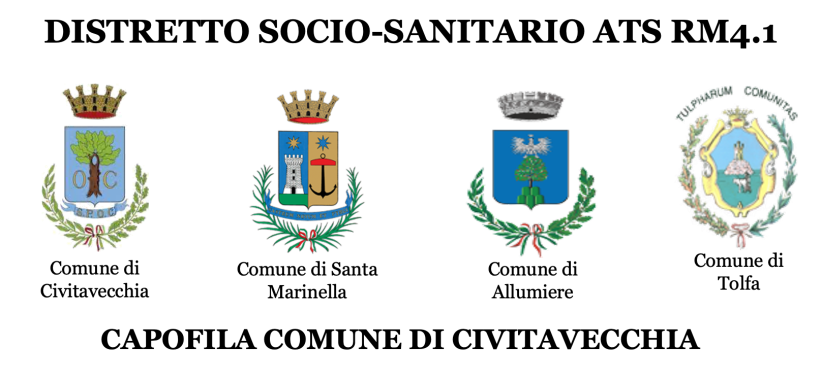 DISTRETTO SOCIO-SANITARIO ATS RM4.1
TULPHARUM COMUNITAS
O C
S.P.Q.C.
Comune di
Civitavecchia
Comune di Santa
Marinella
Comune di
Allumiere
Comune di
Tolfa
CAPOFILA COMUNE DI CIVITAVECCHIA